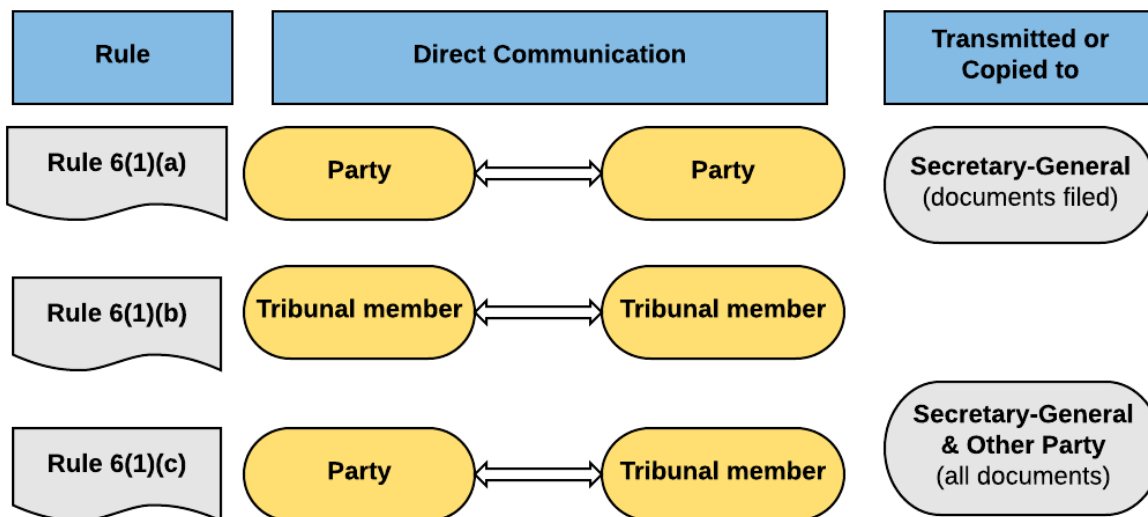 Rule
Direct Communication
Transmitted or
Copied to
Rule 6(1)(a)
Party
Party
Secretary-General
(documents filed)
Rule 6(1)(b)
Tribunal member
Tribunal member
Rule 6(1)(c)
Party
Tribunal member
Secretary-General
& Other Party
(all documents)